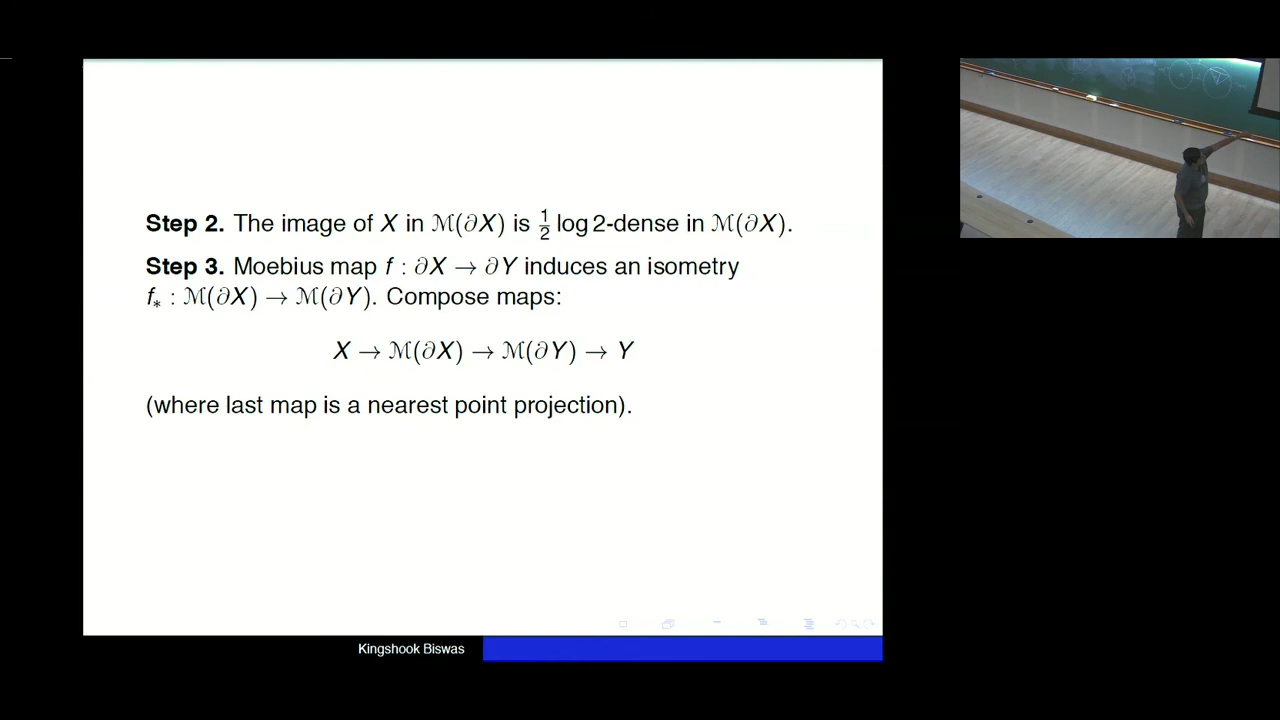 Step 2. The image of X in ℳ(∂X) is ½ log 2-dense in ℳ(∂X).
Step 3. Moebius map f : ∂X → ∂Y induces an isometry
f∗ : ℳ(∂X) → ℳ(∂Y). Compose maps:
X → ℳ(∂X) → ℳ(∂Y) → Y
(where last map is a nearest point projection).
Kingshook Biswas